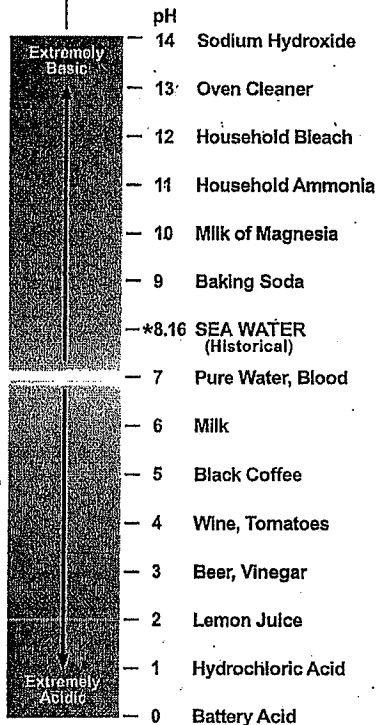 pH
14 Sodium Hydroxide
Extremely
Basic
13 Oven Cleaner
12 Household Bleach
11 Household Ammonia
10 Milk of Magnesia
9 Baking Soda
*8.16 SEA WATER
(Historical)
7 Pure Water, Blood
6 Milk
5 Black Coffee
4 Wine, Tomatoes
3 Beer, Vinegar
2 Lemon Juice
1 Hydrochloric Acid
Extremely
Acidic
0 Battery Acid